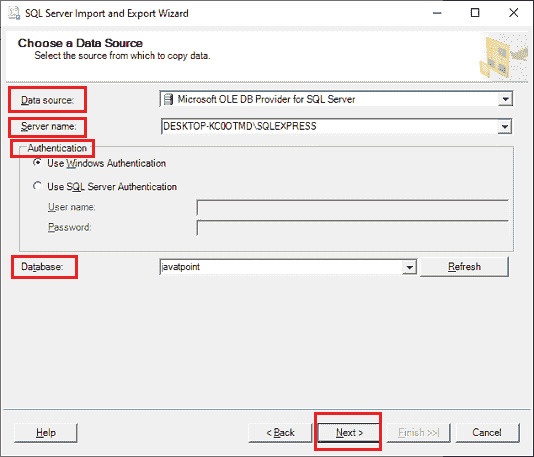 SQL Server Import and Export Wizard
Choose a Data Source
Select the source from which to copy data.
Data source: Microsoft OLE DB Provider for SQL Server
Server name: DESKTOP-KC0OTMD\SQLEXPRESS
Authentication
Use Windows Authentication
Use SQL Server Authentication
User name:
Password:
Database: javatpoint Refresh
Help < Back Next > Finish >>| Cancel